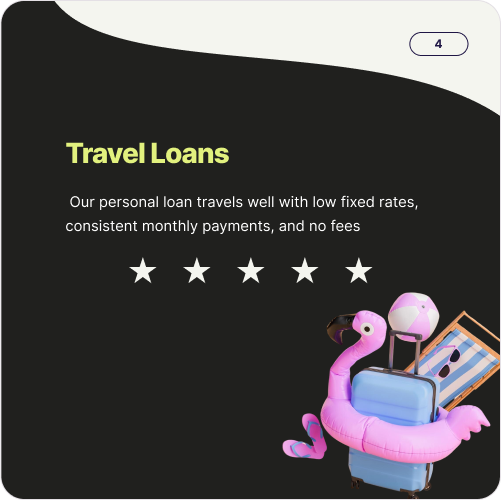 4
Travel Loans
Our personal loan travels well with low fixed rates,
consistent monthly payments, and no fees